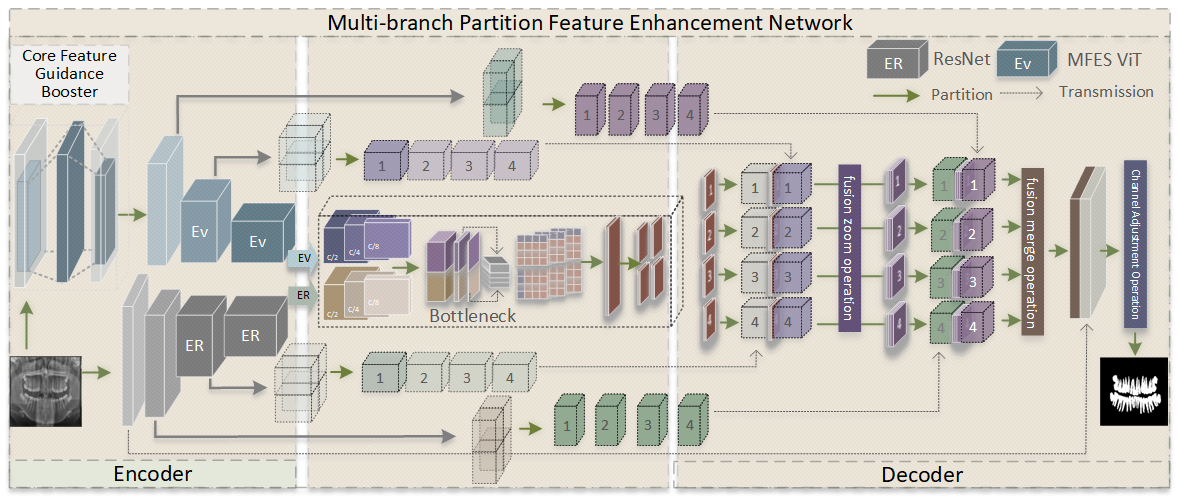 Multi-branch Partition Feature Enhancement Network
Core Feature
Guidance
Booster
ER
ResNet
Ev
MFES ViT
Partition
Transmission
1 2 3 4
1 2 3 4
Ev
Ev
EV
ER
C/2
C/4
C/8
C/2
C/4
C/8
Bottleneck
ER
ER
1 2 3 4
1 2 3 4
1
1
1
2
2
2
3
3
3
4
4
4
fusion zoom operation
1
1
1
2
2
2
3
3
3
4
4
4
fusion merge operation
Channel Adjustment Operation
Encoder
Decoder